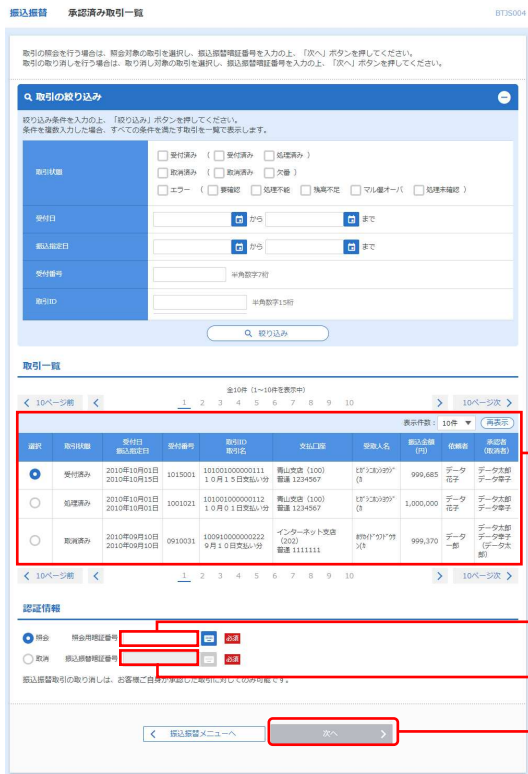 振込振替 承認済み取引一覧 BTJS004
取引の照会を行う場合は、照会対象の取引を選択し、振込振替暗証番号を入力の上、「次へ」ボタンを押してください。
取引の取り消しを行う場合は、取り消し対象の取引を選択し、振込振替暗証番号を入力の上、「次へ」ボタンを押してください。
取引の絞り込み
絞り込み条件を入力の上、「絞り込み」ボタンを押してください。
条件を複数入力した場合、すべての条件を満たす取引を一覧で表示します。
取引状態
受付済み （ 受付済み 処理済み ）
取消済み （ 取消済み 欠番 ）
エラー （ 要確認 処理不能 残高不足 マル優オーバ 処理未確認 ）
受付日 から まで
振込指定日 から まで
受付番号 半角数字7桁
取引ID 半角数字15桁
絞り込み
取引一覧
全10件（1～10件を表示中）
10ページ前 1 2 3 4 5 6 7 8 9 10 10ページ次
表示件数： 10件 再表示
選択 取引状態 受付日 振込指定日 受付番号 取引ID 取引名 支払口座 受取人名 振込金額（円） 依頼者 承認者（取消者）
受付済み 2010年10月01日 1015001 101001000000111 青山支店（100） 999,685 データ花子 データ太郎
2010年10月15日 １０月１５日支払い分 普通 1234567 データ幸子
処理済み 2010年10月01日 1001021 101001000000112 青山支店（100） 1,000,000 データ花子 データ太郎
2010年10月01日 １０月０１日支払い分 普通 1234567 データ幸子
取消済み 2010年09月10日 0910031 100910000000222 インターネット支店（202） 999,370 データ一郎 データ太郎
2010年09月10日 ９月１０日支払い分 普通 1111111 データ幸子
（データ太郎）
10ページ前 1 2 3 4 5 6 7 8 9 10 10ページ次
認証情報
照会 照会用暗証番号 必須
取消 振込振替暗証番号 必須
振込振替取引の取り消しは、お客様ご自身が承認した取引に対してのみ可能です。
振込振替メニューへ 次へ